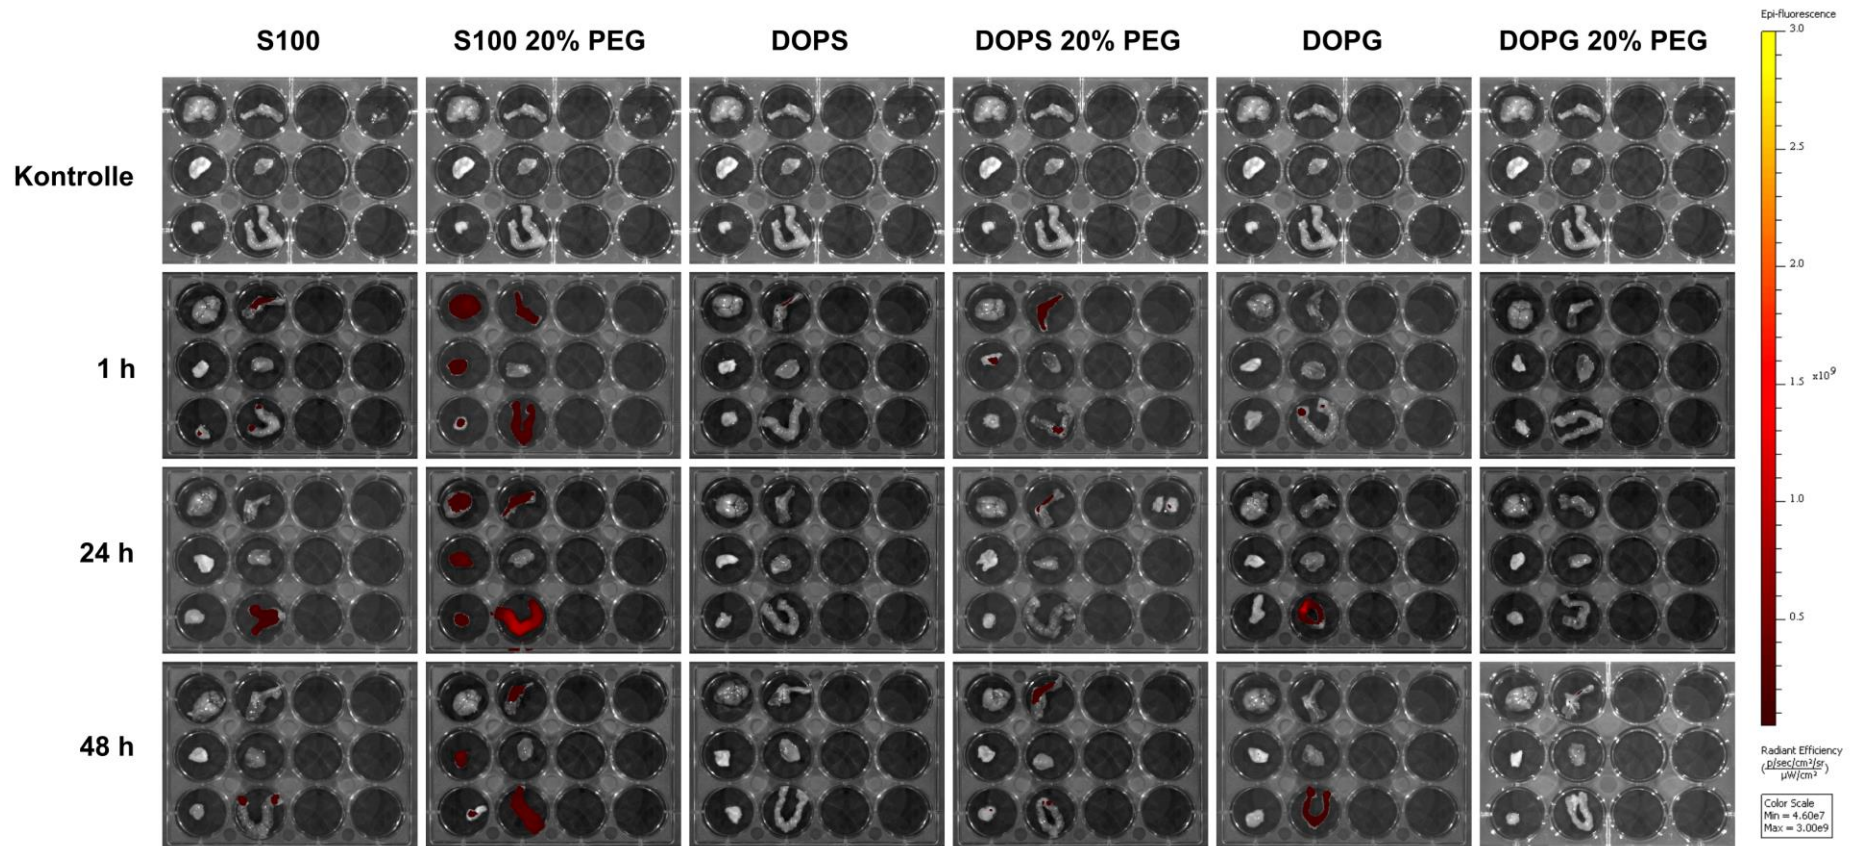 Epi-fluorescence
S100
S100 20% PEG
DOPS
DOPS 20% PEG
DOPG
DOPG 20% PEG
3.0
2.5
2.0
1.5
x10⁹
1.0
0.5
Kontrolle
1 h
24 h
48 h
Radiant Efficiency
(p/sec/cm²/sr
µW/cm²)
Color Scale
Min = 4.60e7
Max = 3.00e9